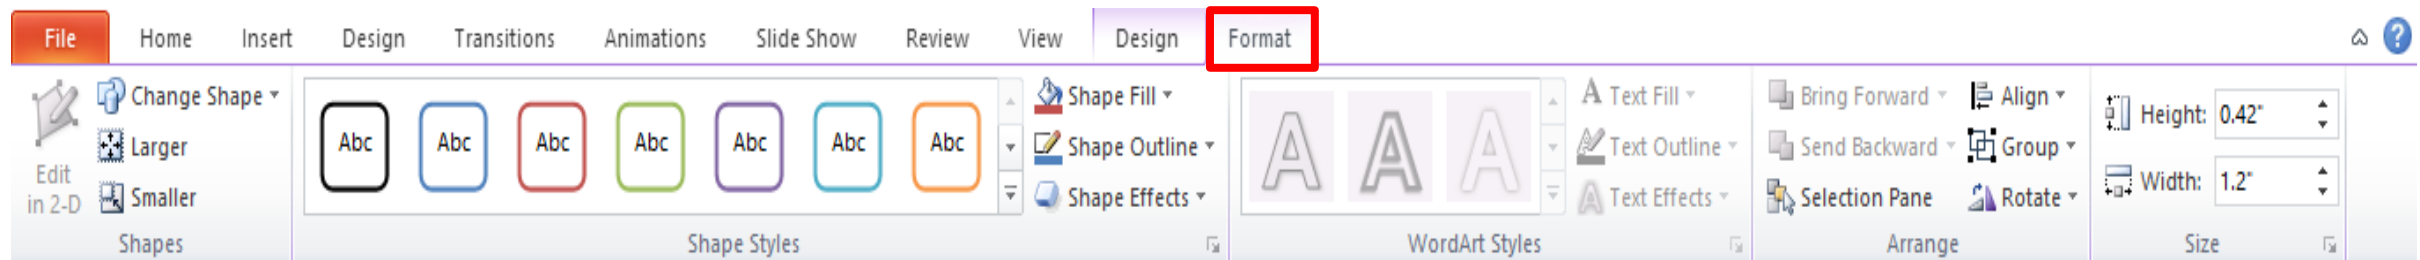 File Home Insert Design Transitions Animations Slide Show Review View Design Format
Change Shape Abc Abc Abc Abc Abc Abc Abc Shape Fill A A A A Text Fill Bring Forward Align Height: 0.42"
Larger Shape Outline Text Outline Send Backward Group
Edit in 2-D Smaller Shape Effects A Text Effects Selection Pane Rotate Width: 1.2"
Shapes Shape Styles WordArt Styles Arrange Size